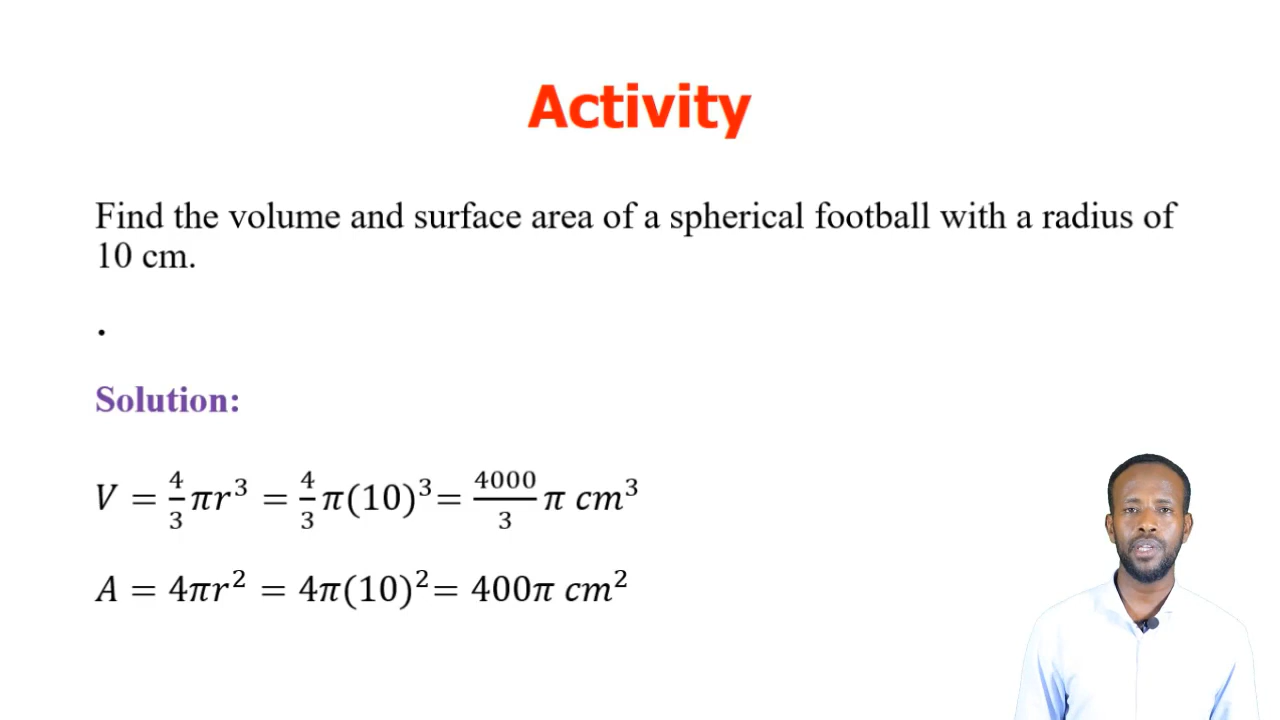 Activity
Find the volume and surface area of a spherical football with a radius of
10 cm.
.
Solution:
V = 4/3 πr³ = 4/3 π(10)³= 4000/3 π cm³
A = 4πr² = 4π(10)²= 400π cm²